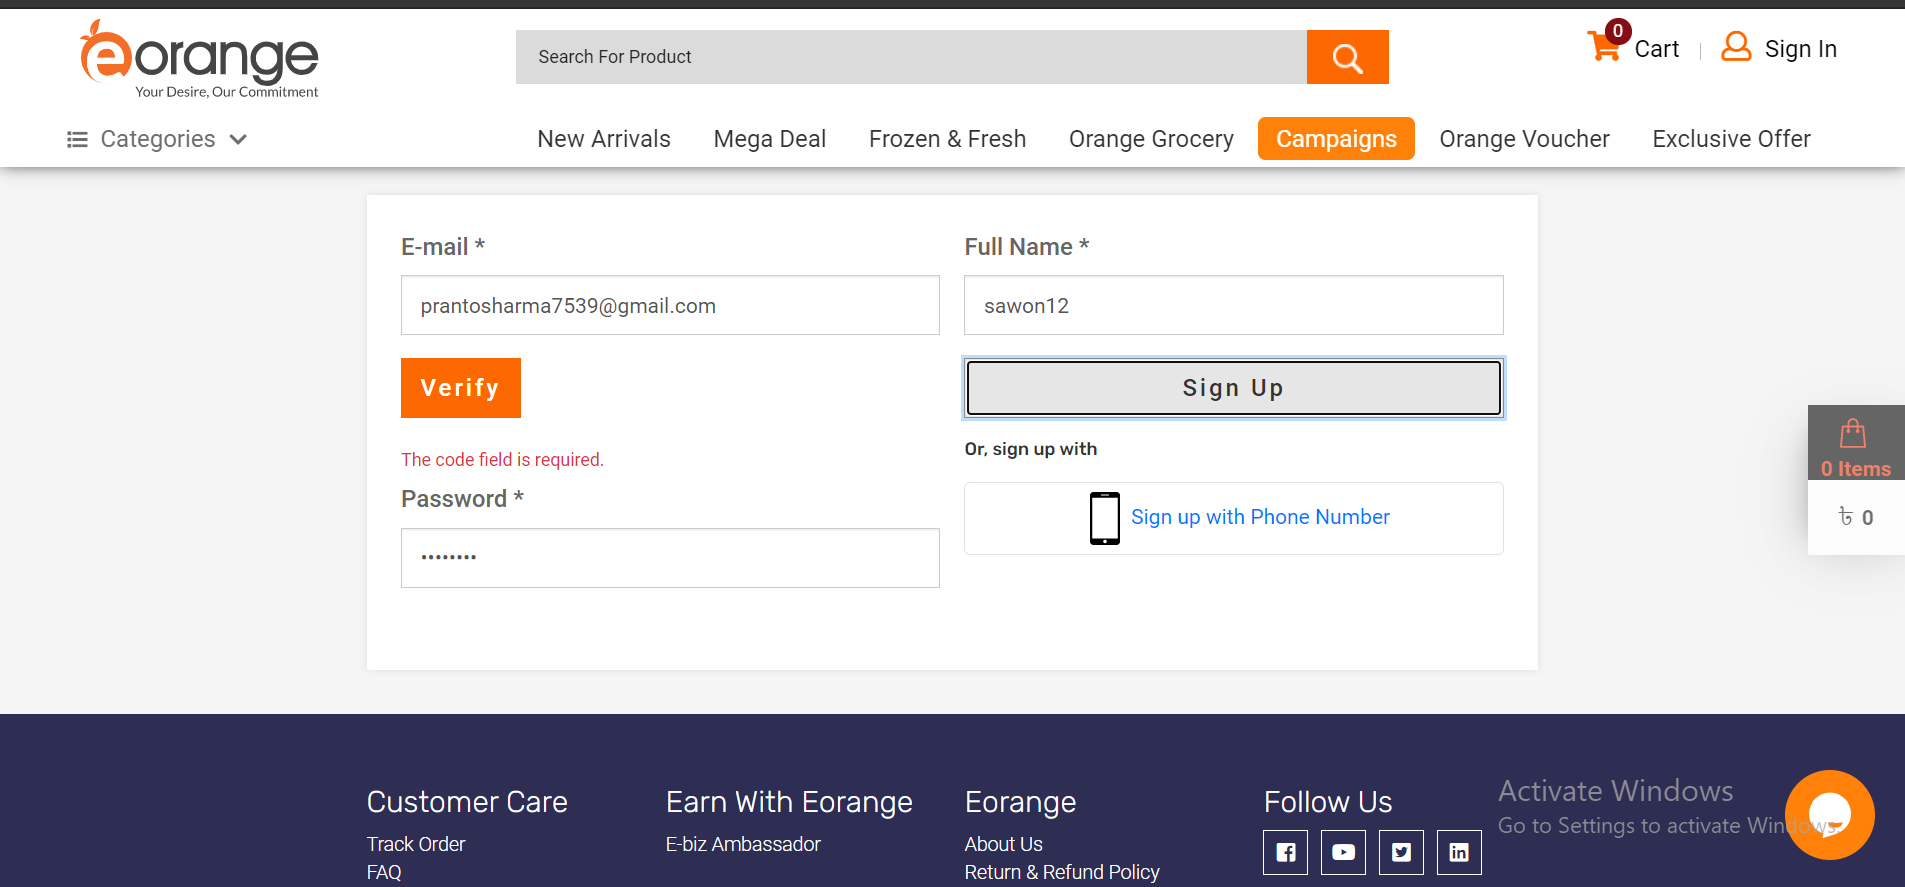 eorange
Your Desire, Our Commitment
Search For Product
0
Cart
Sign In
Categories
New Arrivals
Mega Deal
Frozen & Fresh
Orange Grocery
Campaigns
Orange Voucher
Exclusive Offer
E-mail *
Full Name *
prantosharma7539@gmail.com
sawon12
Verify
Sign Up
The code field is required.
Or, sign up with
Password *
Sign up with Phone Number
••••••••
0 Items
৳ 0
Customer Care
Track Order
FAQ
Earn With Eorange
E-biz Ambassador
Eorange
About Us
Return & Refund Policy
Follow Us
Activate Windows
Go to Settings to activate Windows.